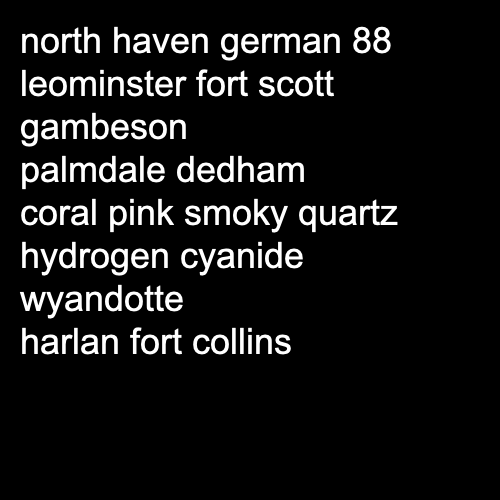 north haven german 88
leominster fort scott
gambeson
palmdale dedham
coral pink smoky quartz
hydrogen cyanide
wyandotte
harlan fort collins